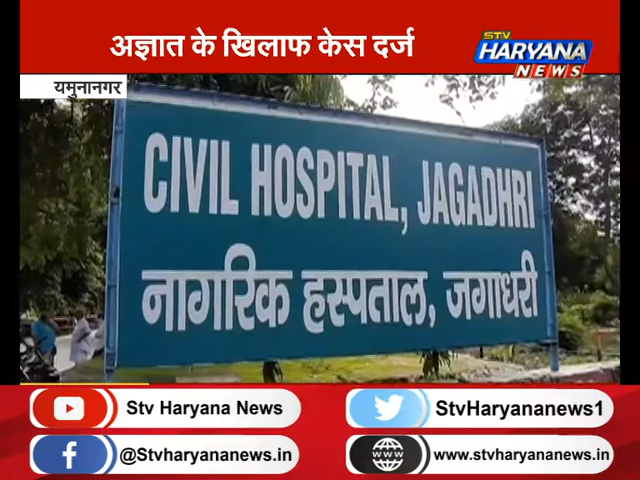 अज्ञात के खिलाफ केस दर्ज
STV
HARYANA
NEWS
यमुनानगर
CIVIL HOSPITAL, JAGADHRI
नागरिक हस्पताल, जगाधरी
Stv Haryana News
StvHaryananews1
@Stvharyananews.in
www.stvharyananews.in